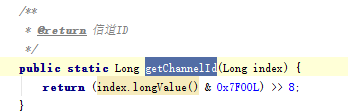 /**
* @return 信道ID
*/
public static Long getChannelId(Long index) {
return (index.longValue() & 0x7F00L) >> 8;
}